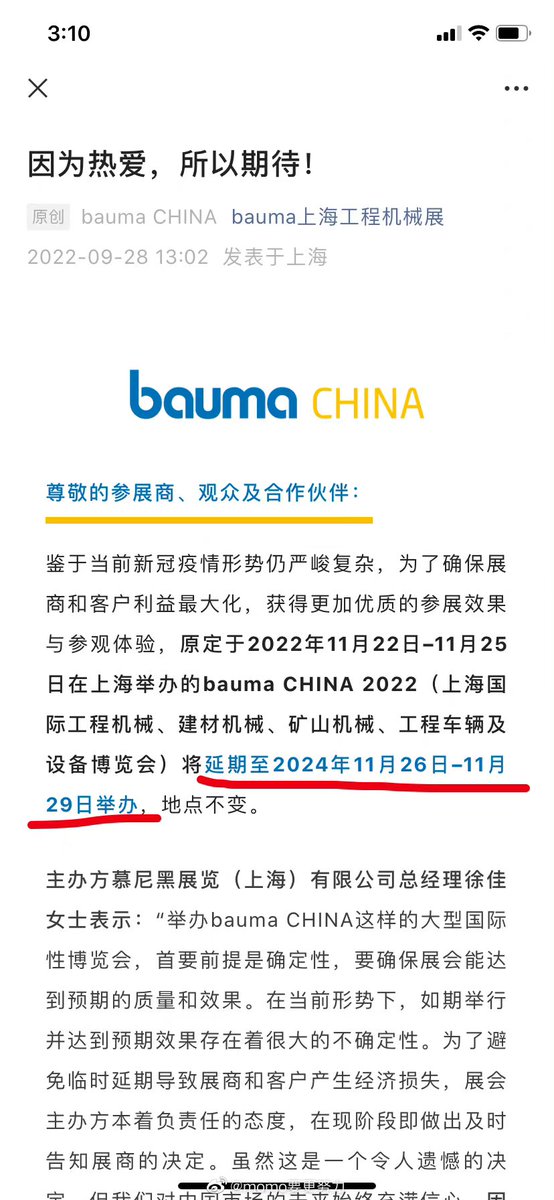 3:10
因为热爱，所以期待！
原创 bauma CHINA bauma上海工程机械展
2022-09-28 13:02 发表于上海
bauma CHINA
尊敬的参展商、观众及合作伙伴：
鉴于当前新冠疫情形势仍严峻复杂，为了确保展
商和客户利益最大化，获得更加优质的参展效果
与参观体验，原定于2022年11月22日–11月25
日在上海举办的bauma CHINA 2022（上海国
际工程机械、建材机械、矿山机械、工程车辆及
设备博览会）将延期至2024年11月26日–11月
29日举办，地点不变。
主办方慕尼黑展览（上海）有限公司总经理徐佳
女士表示：“举办bauma CHINA这样的大型国际
性博览会，首要前提是确定性，要确保展会能达
到预期的质量和效果。在当前形势下，如期举行
并达到预期效果存在着很大的不确定性。为了避
免临时延期导致展商和客户产生经济损失，展会
主办方本着负责任的态度，在现阶段即做出及时
告知展商的决定。虽然这是一个令人遗憾的决